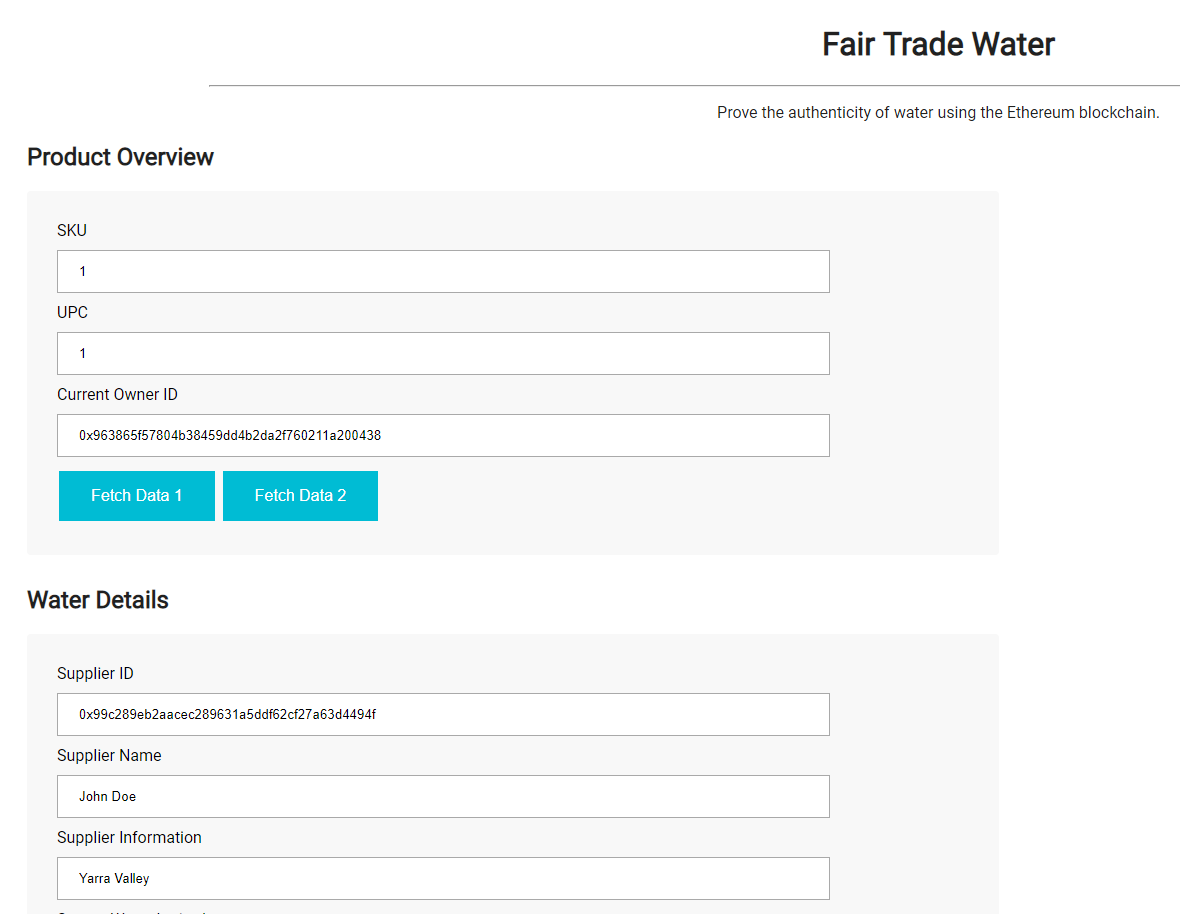 Fair Trade Water
Prove the authenticity of water using the Ethereum blockchain.
Product Overview
SKU
1
UPC
1
Current Owner ID
0x963865f57804b38459dd4b2da2f760211a200438
Fetch Data 1 Fetch Data 2
Water Details
Supplier ID
0x99c289eb2aacec289631a5ddf62cf27a63d4494f
Supplier Name
John Doe
Supplier Information
Yarra Valley